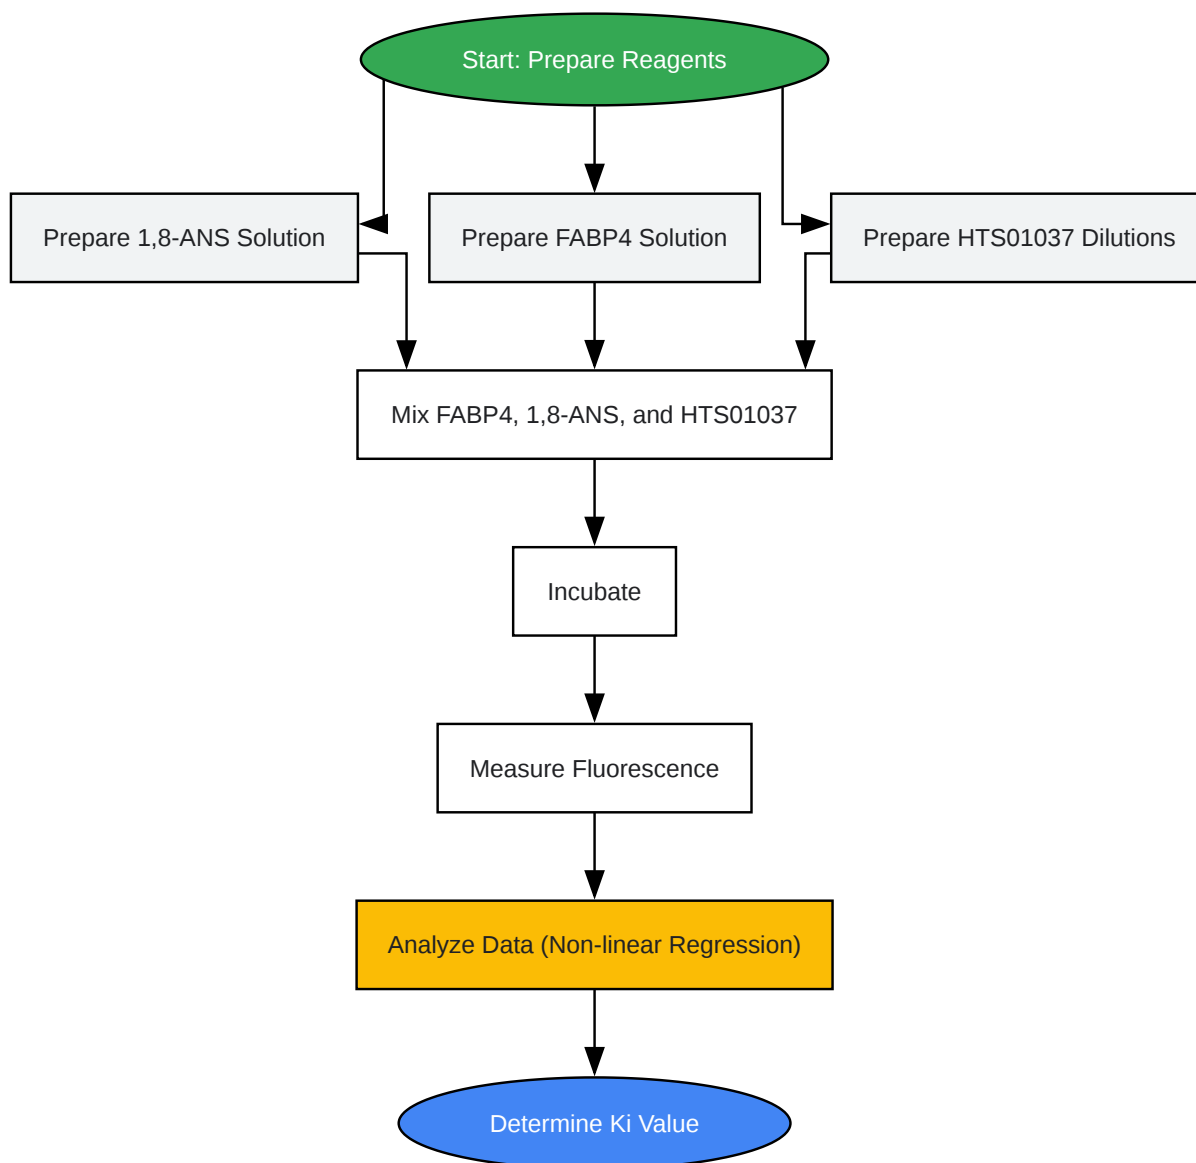 Start: Prepare Reagents
Prepare 1,8-ANS Solution
Prepare FABP4 Solution
Prepare HTS01037 Dilutions
Mix FABP4, 1,8-ANS, and HTS01037
Incubate
Measure Fluorescence
Analyze Data (Non-linear Regression)
Determine Ki Value